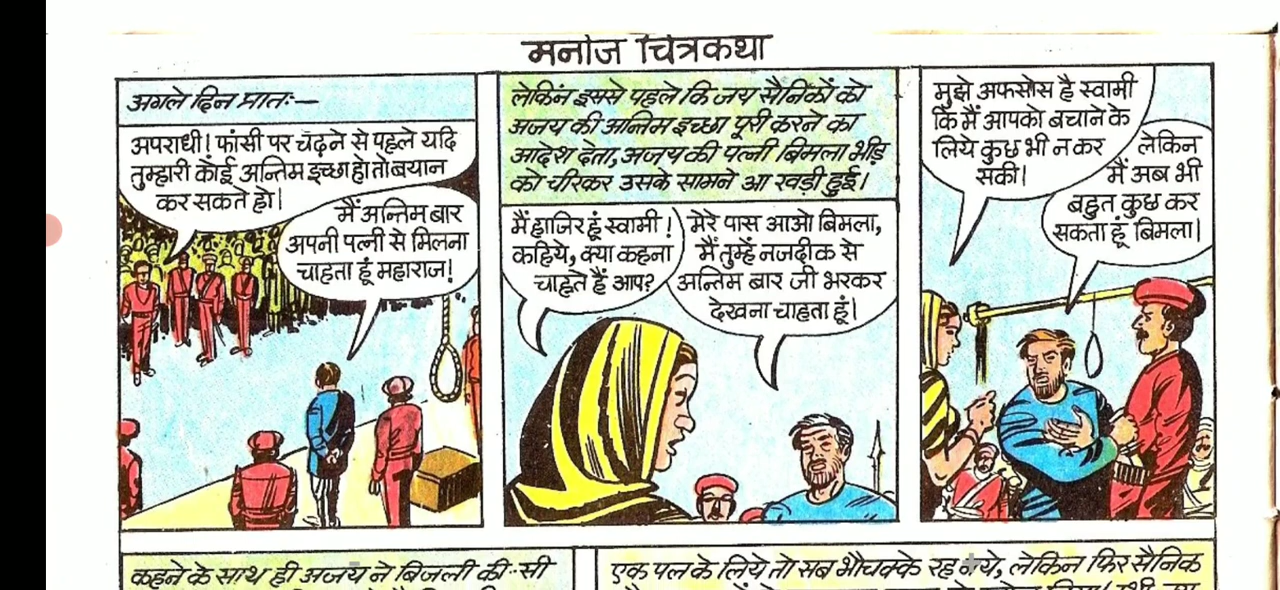 मनोज चित्रकथा
अगले दिन प्रातः—
अपराधी! फांसी पर चढ़ने से पहले यदि
तुम्हारी कोई अन्तिम इच्छा हो तो बयान
कर सकते हो।
मैं अन्तिम बार
अपनी पत्नी से मिलना
चाहता हूं महाराज!
लेकिन इससे पहले कि जय सैनिकों को
अजय की अन्तिम इच्छा पूरी करने का
आदेश देता, अजय की पत्नी बिमला भीड़
को चीरकर उसके सामने आ खड़ी हुई।
मैं हाजिर हूं स्वामी!
कहिये, क्या कहना
चाहते हैं आप?
मेरे पास आओ बिमला,
मैं तुम्हें नजदीक से
अन्तिम बार जी भरकर
देखना चाहता हूं।
मुझे अफसोस है स्वामी
कि मैं आपको बचाने के
लिये कुछ भी न कर
सकी।
लेकिन
मैं अब भी
बहुत कुछ कर
सकता हूं बिमला।
कहने के साथ ही अजय ने बिजली की-सी
एक पल के लिये तो सब भौचक्के रह गये, लेकिन फिर सैनिक